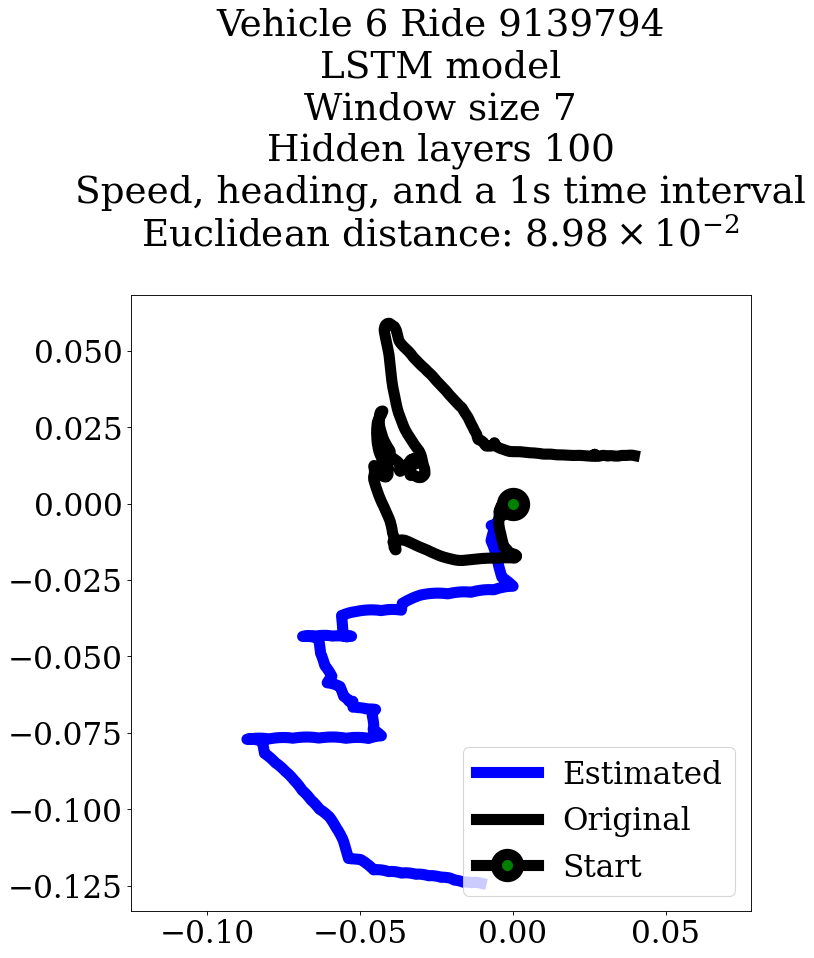 Vehicle 6 Ride 9139794
LSTM model
Window size 7
Hidden layers 100
Speed, heading, and a 1s time interval
Euclidean distance: 8.98 × 10⁻²
0.050
0.025
0.000
−0.025
−0.050
−0.075
−0.100
−0.125
−0.10
−0.05
0.00
0.05
Estimated
Original
Start